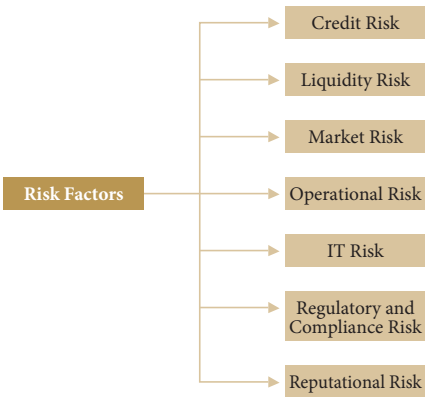 Credit Risk
Liquidity Risk
Market Risk
Risk Factors
Operational Risk
IT Risk
Regulatory and
Compliance Risk
Reputational Risk